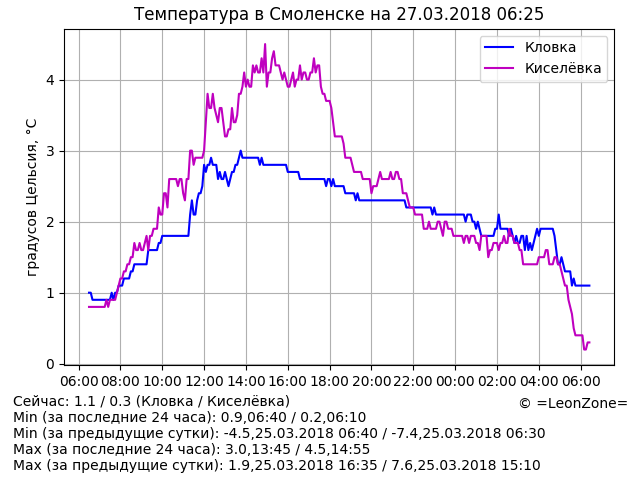 Температура в Смоленске на 27.03.2018 06:25
градусов Цельсия, °C
Кловка
Киселёвка
4
3
2
1
0
06:00 08:00 10:00 12:00 14:00 16:00 18:00 20:00 22:00 00:00 02:00 04:00 06:00
Сейчас: 1.1 / 0.3 (Кловка / Киселёвка)
© =LeonZone=
Min (за последние 24 часа): 0.9,06:40 / 0.2,06:10
Min (за предыдущие сутки): -4.5,25.03.2018 06:40 / -7.4,25.03.2018 06:30
Max (за последние 24 часа): 3.0,13:45 / 4.5,14:55
Max (за предыдущие сутки): 1.9,25.03.2018 16:35 / 7.6,25.03.2018 15:10